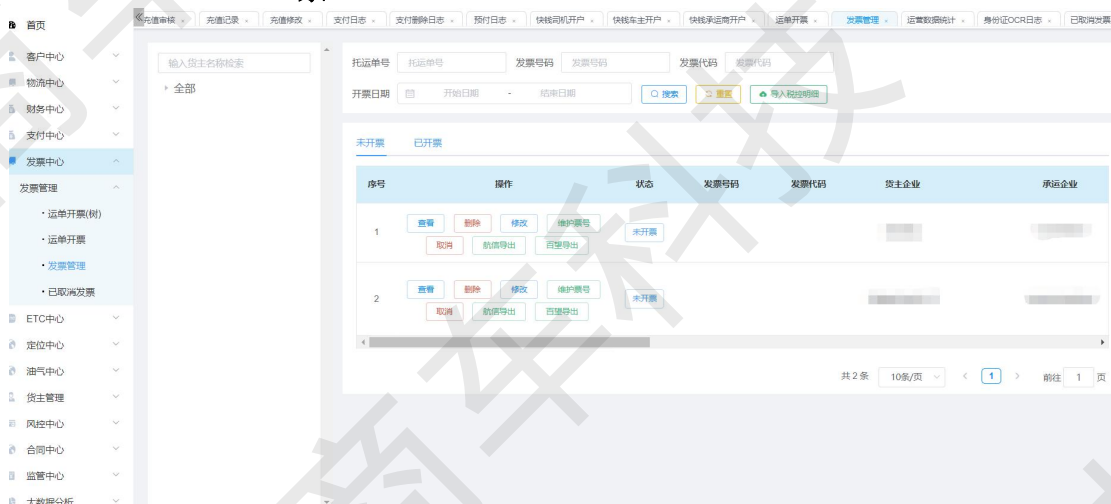 首页
充值审核
充值记录
充值修改
支付日志
支付删除日志
预付日志
快钱司机开户
快钱车主开户
快钱承运商开户
运单开票
发票管理
运营数据统计
身份证OCR日志
已取消发票
客户中心
物流中心
财务中心
支付中心
发票中心
发票管理
·运单开票(树)
·运单开票
·发票管理
·已取消发票
ETC中心
定位中心
油气中心
货主管理
风控中心
合同中心
监管中心
大数据分析
输入货主名称检索
全部
托运单号 托运单号 发票号码 发票号码 发票代码 发票代码
开票日期 开始日期 - 结束日期 搜索 重置 导入税控明细
未开票 已开票
序号 操作 状态 发票号码 发票代码 货主企业 承运企业
1 查看 删除 修改 维护票号 未开票
取消 航信导出 百望导出
2 查看 删除 修改 维护票号 未开票
取消 航信导出 百望导出
共2条 10条/页 < 1 > 前往 1 页